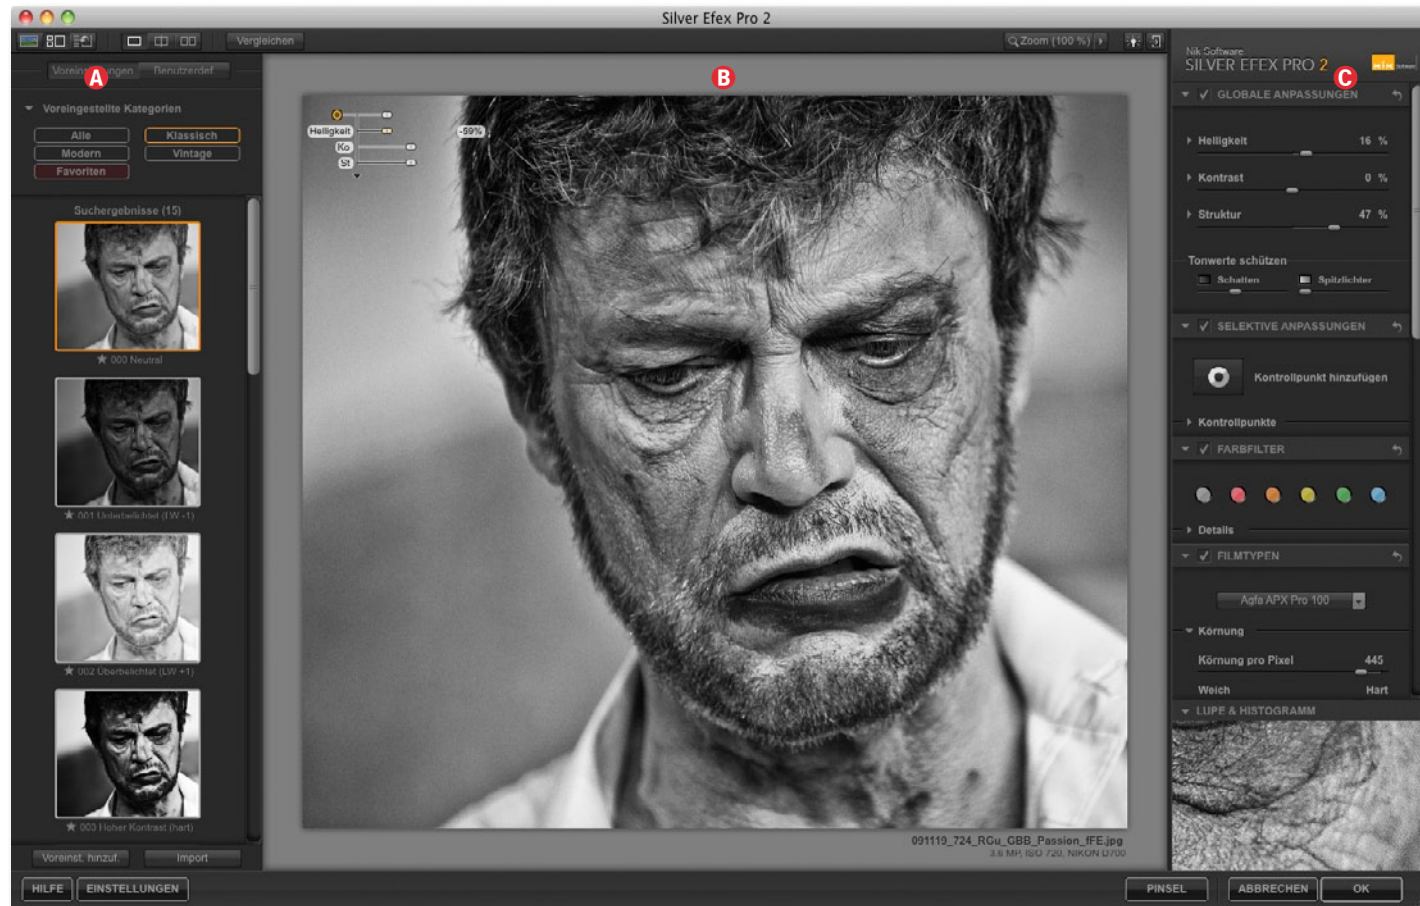 Silver Efex Pro 2
Vergleichen
Zoom (100 %)
Voreinstellungen
Benutzerdef
A
Voreingestellte Kategorien
Alle
Klassisch
Modern
Vintage
Favoriten
Suchergebnisse (15)
★ 000 Neutral
★ 001 Unterbelichtet (LW -1)
★ 002 Überbelichtet (LW +1)
★ 003 Hoher Kontrast (hart)
Voreinst. hinzuf.
Import
B
Helligkeit
-59%
Ko
St
091119_724_RGu_GBB_Passion_fFE.jpg
3.6 MP, ISO 720, NIKON D700
Nik Software
SILVER EFEX PRO 2
nik Software
C
GLOBALE ANPASSUNGEN
Helligkeit 16 %
Kontrast 0 %
Struktur 47 %
Tonwerte schützen
Schatten
Spitzlichter
SELEKTIVE ANPASSUNGEN
Kontrollpunkt hinzufügen
Kontrollpunkte
FARBFILTER
Details
FILMTYPEN
Agfa APX Pro 100
Körnung
Körnung pro Pixel 445
Weich Hart
LUPE & HISTOGRAMM
HILFE
EINSTELLUNGEN
PINSEL
ABBRECHEN
OK